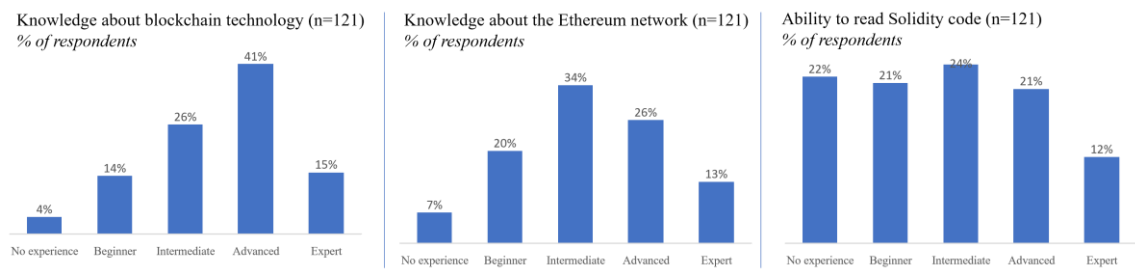 Knowledge about blockchain technology (n=121)
% of respondents
41%
26%
15%
14%
4%
No experience Beginner Intermediate Advanced Expert
Knowledge about the Ethereum network (n=121)
% of respondents
34%
26%
20%
13%
7%
No experience Beginner Intermediate Advanced Expert
Ability to read Solidity code (n=121)
% of respondents
24%
22%
21%
21%
12%
No experience Beginner Intermediate Advanced Expert